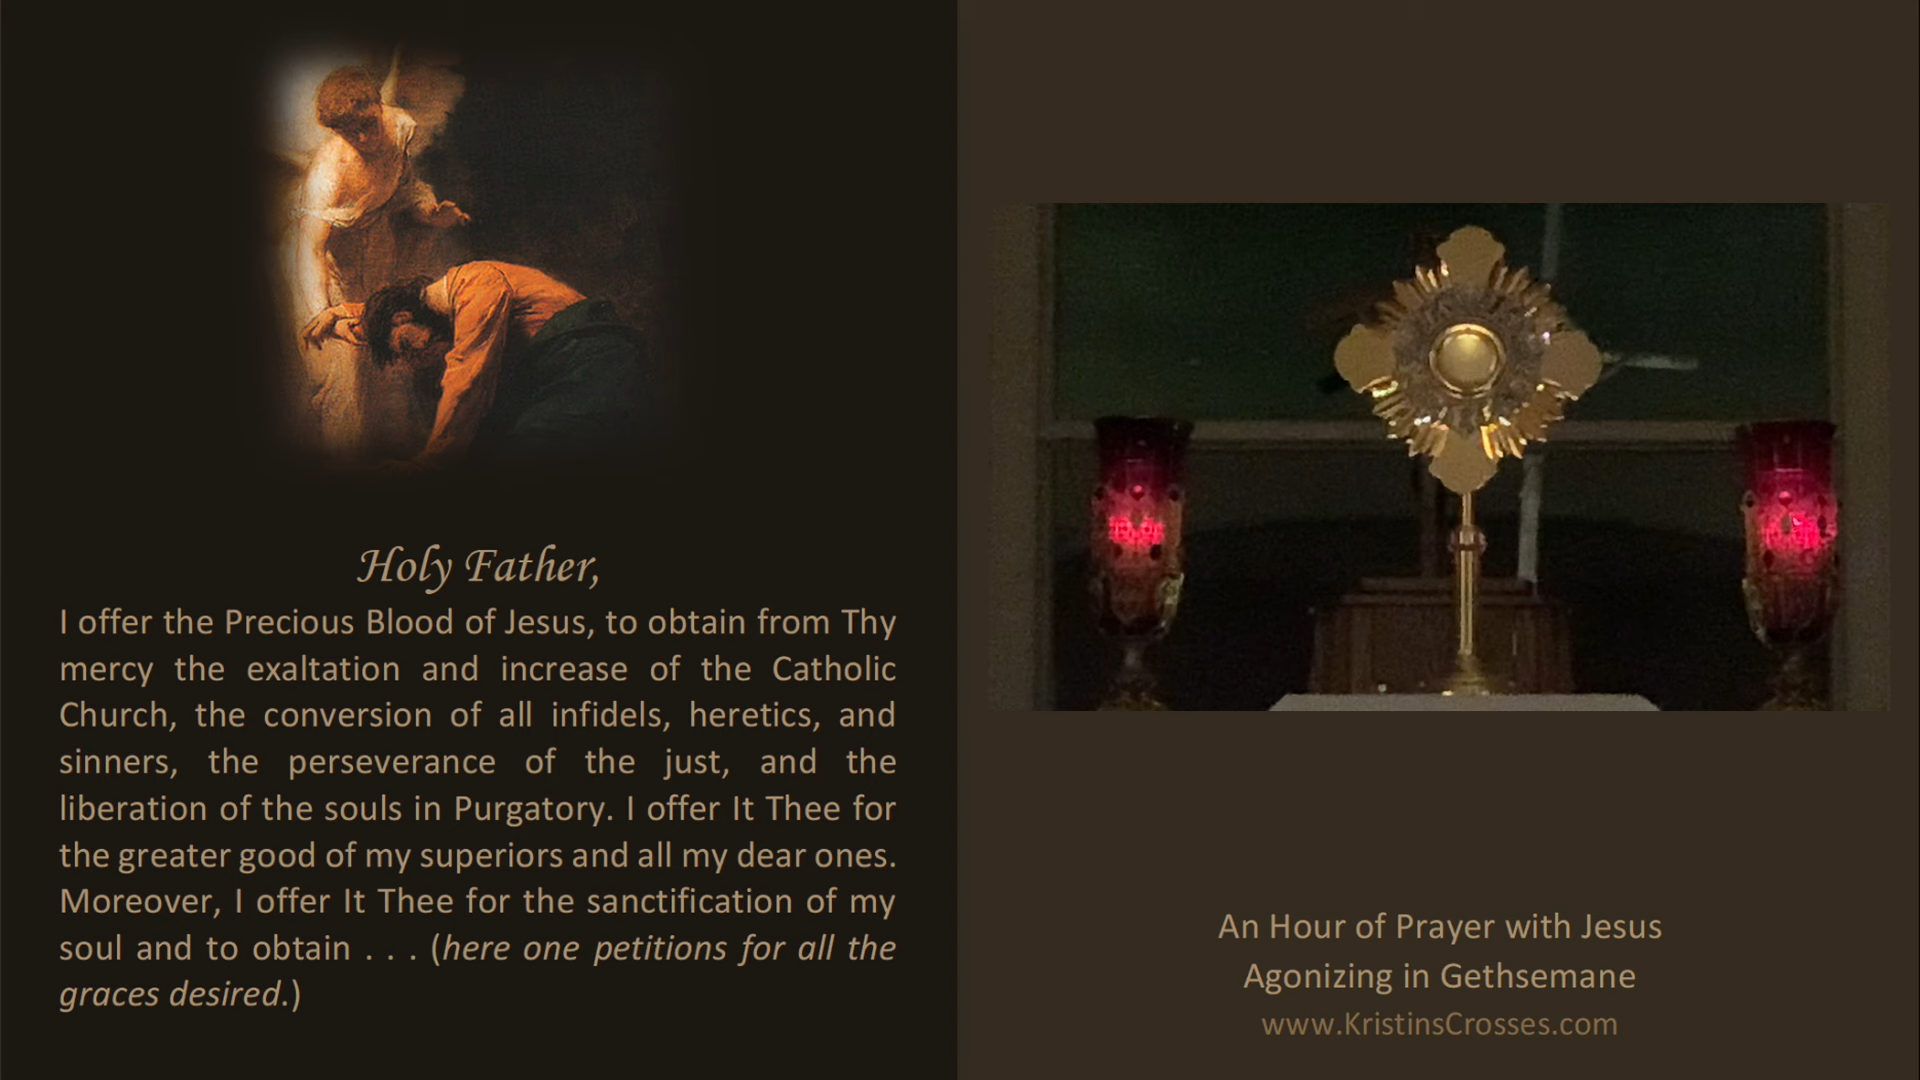 Holy Father,
I offer the Precious Blood of Jesus, to obtain from Thy
mercy the exaltation and increase of the Catholic
Church, the conversion of all infidels, heretics, and
sinners, the perseverance of the just, and the
liberation of the souls in Purgatory. I offer It Thee for
the greater good of my superiors and all my dear ones.
Moreover, I offer It Thee for the sanctification of my
soul and to obtain . . . (here one petitions for all the
graces desired.)
An Hour of Prayer with Jesus
Agonizing in Gethsemane
www.KristinsCrosses.com